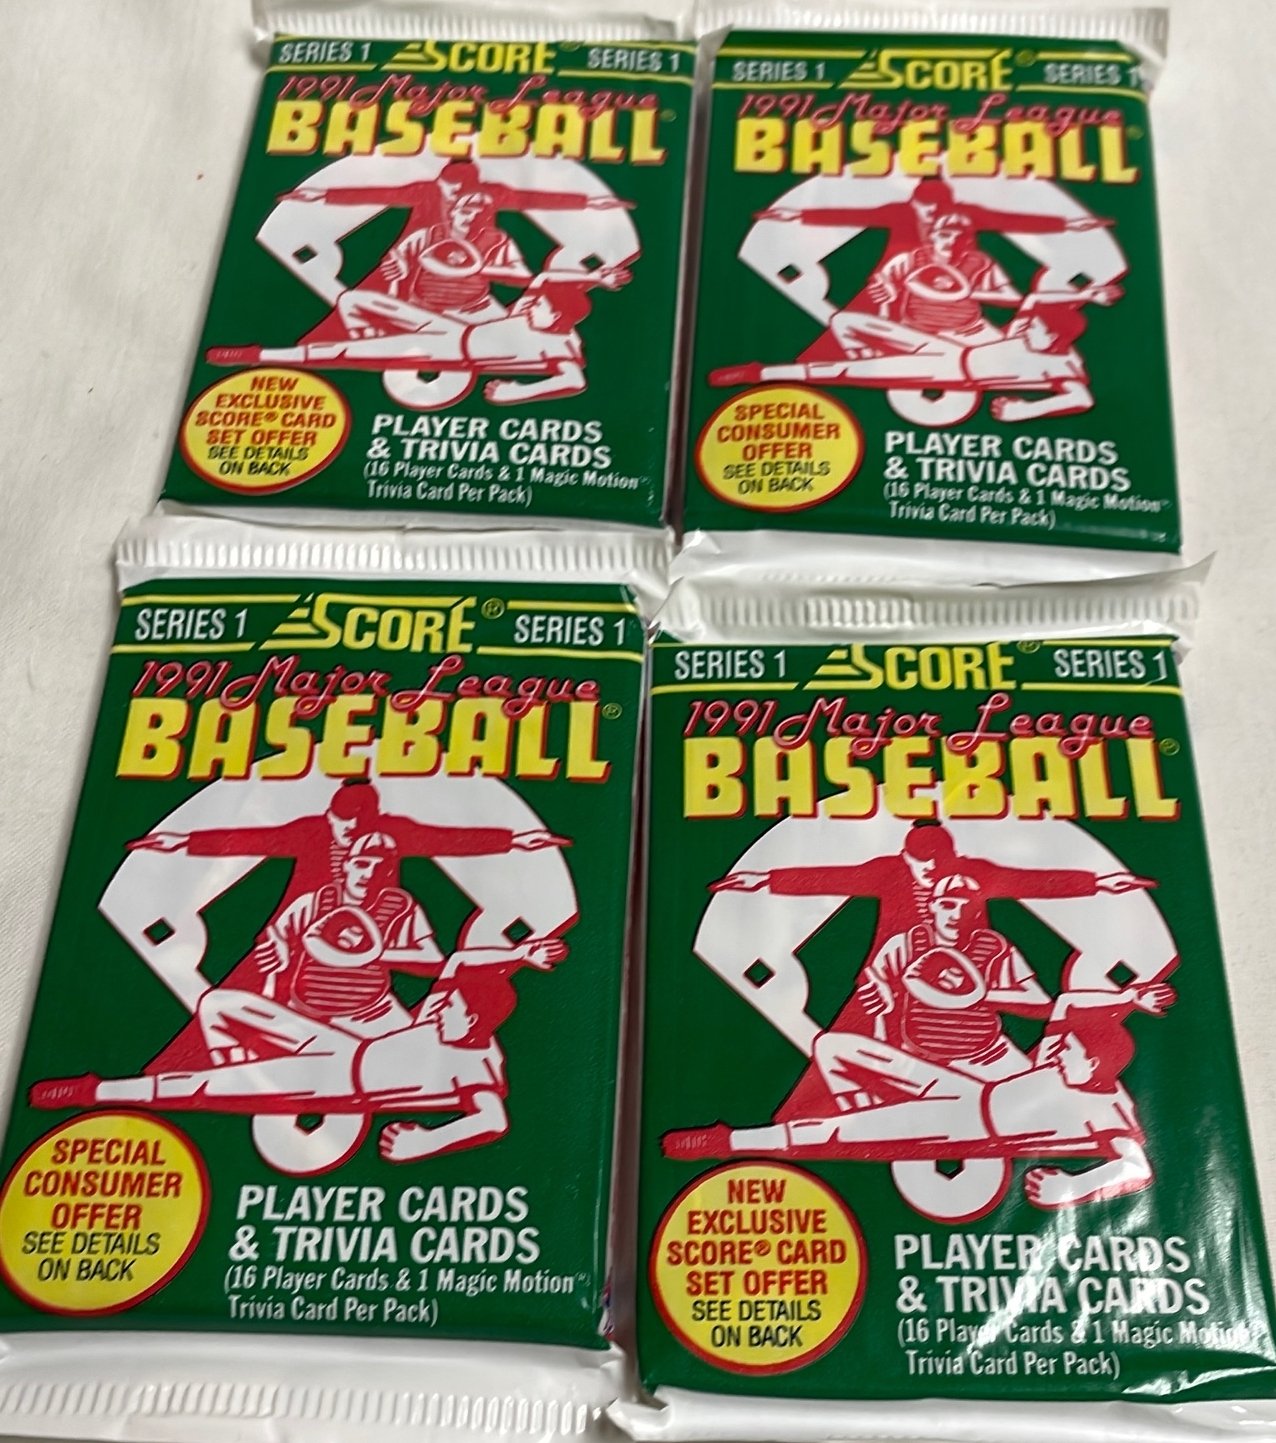 SERIES 1 SCORE® SERIES 1
1991 Major League
BASEBALL
NEW
EXCLUSIVE
SCORE® CARD
SET OFFER
SEE DETAILS
ON BACK
PLAYER CARDS
& TRIVIA CARDS
(16 Player Cards & 1 Magic Motion™
Trivia Card Per Pack)
SERIES 1 SCORE® SERIES 1
1991 Major League
BASEBALL®
SPECIAL
CONSUMER
OFFER
SEE DETAILS
ON BACK
PLAYER CARDS
& TRIVIA CARDS
(16 Player Cards & 1 Magic Motion™
Trivia Card Per Pack)
SERIES 1 SCORE® SERIES 1
1991 Major League
BASEBALL®
SPECIAL
CONSUMER
OFFER
SEE DETAILS
ON BACK
PLAYER CARDS
& TRIVIA CARDS
(16 Player Cards & 1 Magic Motion™
Trivia Card Per Pack)
SERIES 1 SCORE® SERIES 1
1991 Major League
BASEBALL®
NEW
EXCLUSIVE
SCORE® CARD
SET OFFER
SEE DETAILS
ON BACK
PLAYER CARDS
& TRIVIA CARDS
(16 Player Cards & 1 Magic Motion
Trivia Card Per Pack)